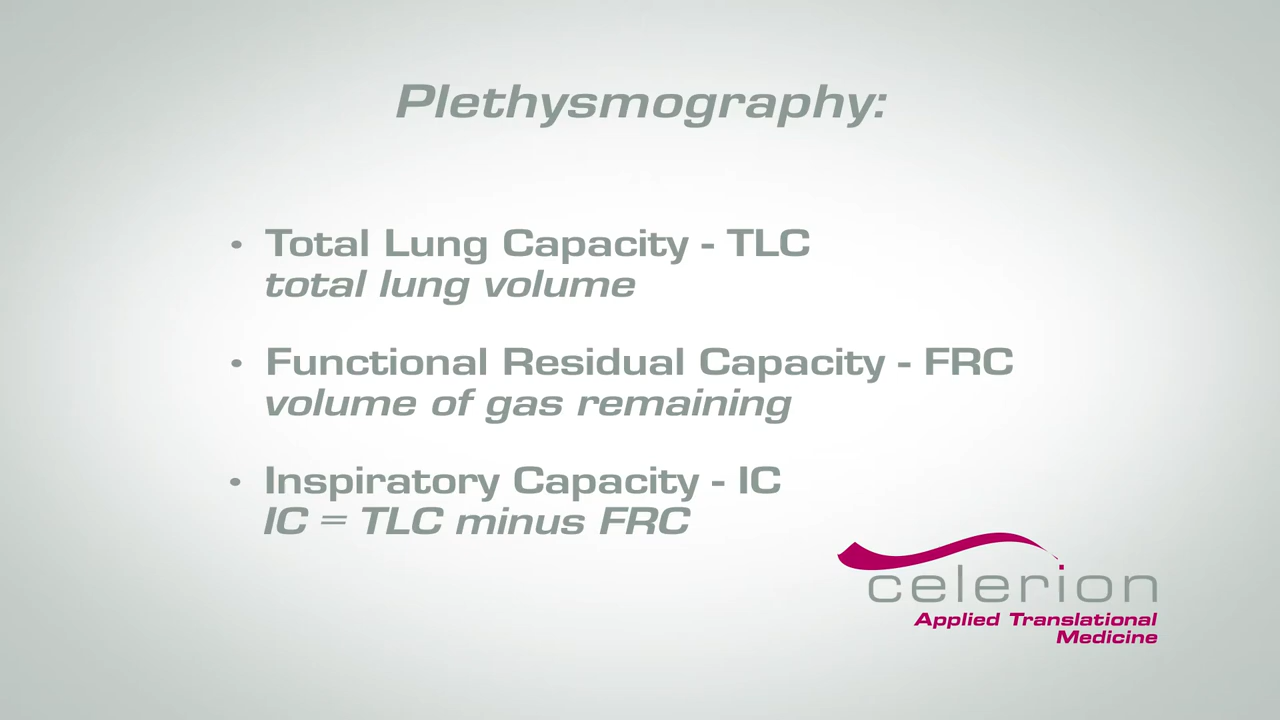 Plethysmography:
• Total Lung Capacity - TLC
total lung volume
• Functional Residual Capacity - FRC
volume of gas remaining
• Inspiratory Capacity - IC
IC = TLC minus FRC
celerion
Applied Translational
Medicine